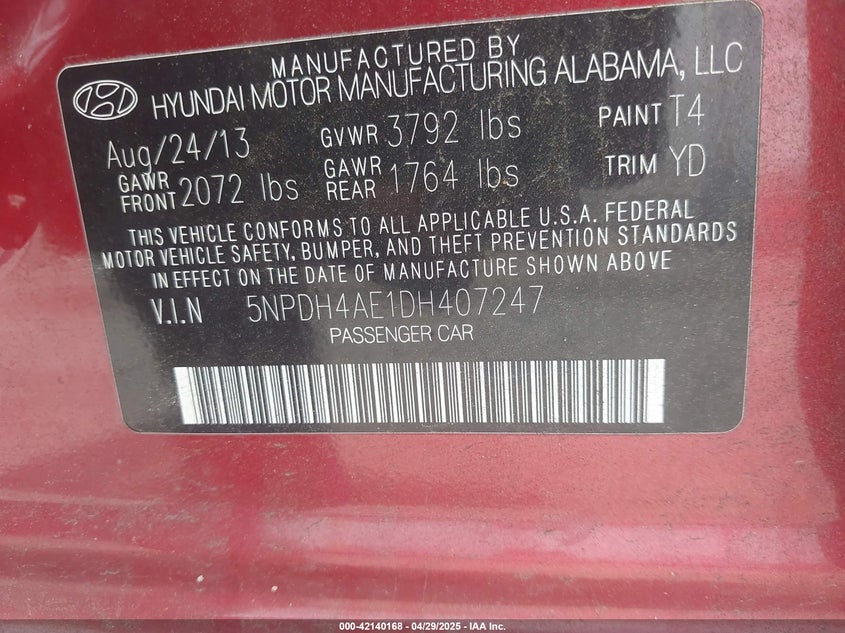 MANUFACTURED BY
HYUNDAI MOTOR MANUFACTURING ALABAMA, LLC
Aug/24/13 GVWR 3792 lbs PAINT T4
GAWR FRONT 2072 lbs GAWR REAR 1764 lbs TRIM YD
THIS VEHICLE CONFORMS TO ALL APPLICABLE U.S.A. FEDERAL
MOTOR VEHICLE SAFETY, BUMPER, AND THEFT PREVENTION STANDARDS
IN EFFECT ON THE DATE OF MANUFACTURE SHOWN ABOVE
V.I.N 5NPDH4AE1DH407247
PASSENGER CAR
000-42140168 - 04/29/2025 - IAA Inc.